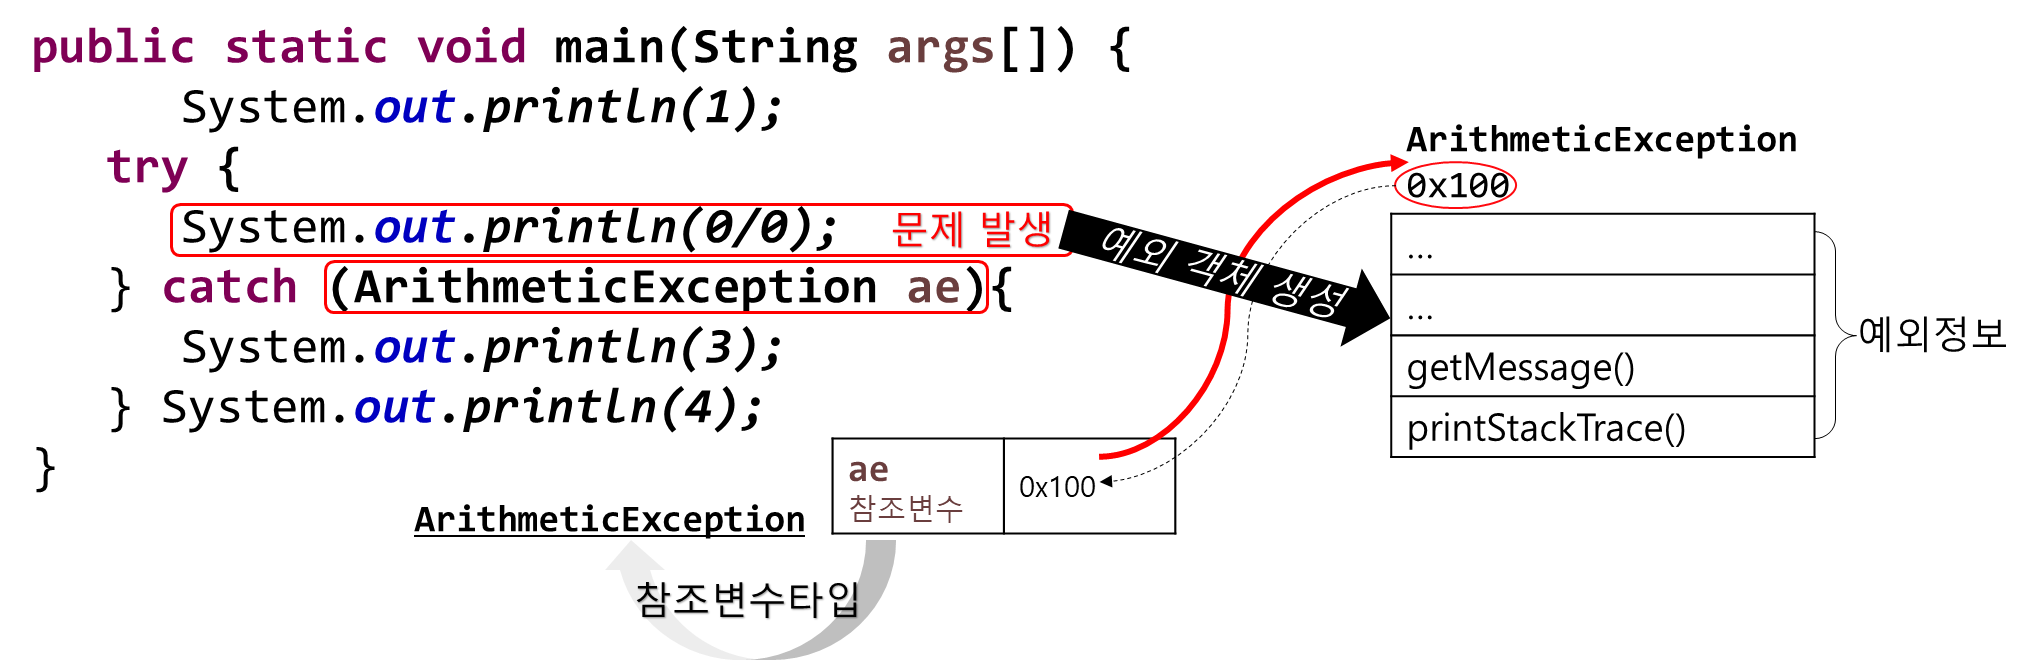 public static void main(String args[]) {
System.out.println(1);
try {
System.out.println(0/0); 문제 발생
} catch (ArithmeticException ae){
System.out.println(3);
} System.out.println(4);
}
예외 객체 생성
ArithmeticException
0x100
...
...
getMessage()
printStackTrace()
예외정보
ae
참조변수
0x100
ArithmeticException
참조변수타입